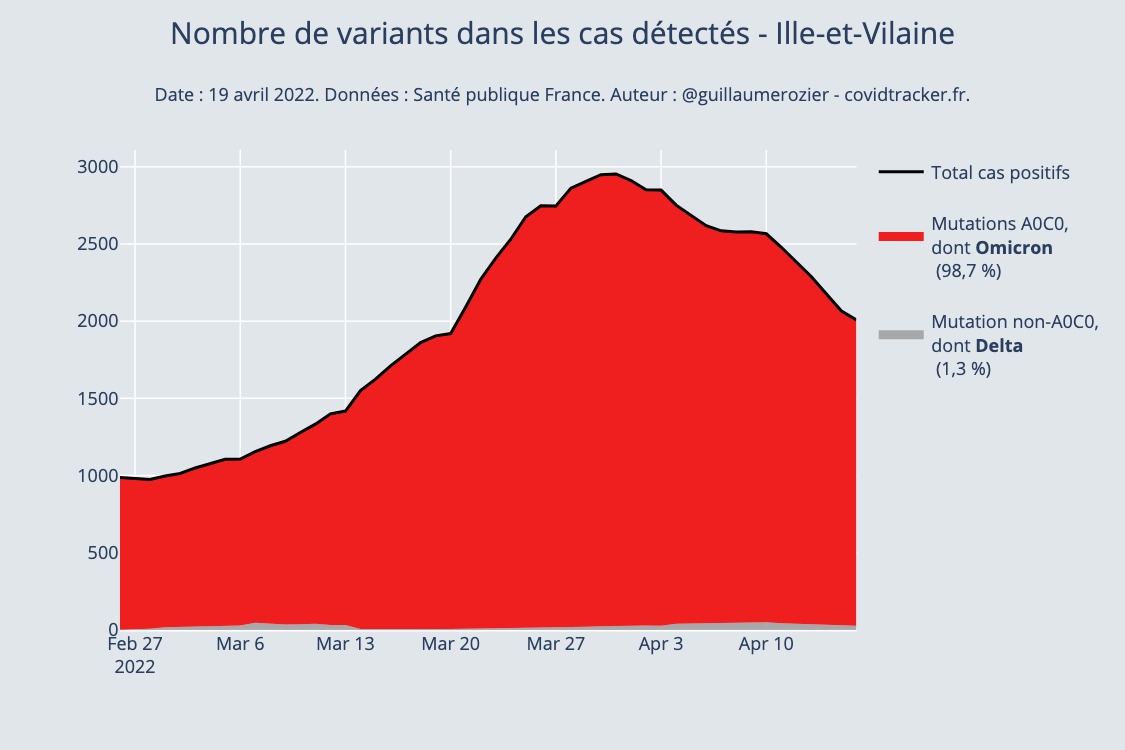 Nombre de variants dans les cas détectés - Ille-et-Vilaine
Date : 19 avril 2022. Données : Santé publique France. Auteur : @guillaumerozier - covidtracker.fr.
3000
2500
2000
1500
1000
500
0
Feb 27
2022
Mar 6
Mar 13
Mar 20
Mar 27
Apr 3
Apr 10
Total cas positifs
Mutations A0C0,
dont Omicron
(98,7 %)
Mutation non-A0C0,
dont Delta
(1,3 %)